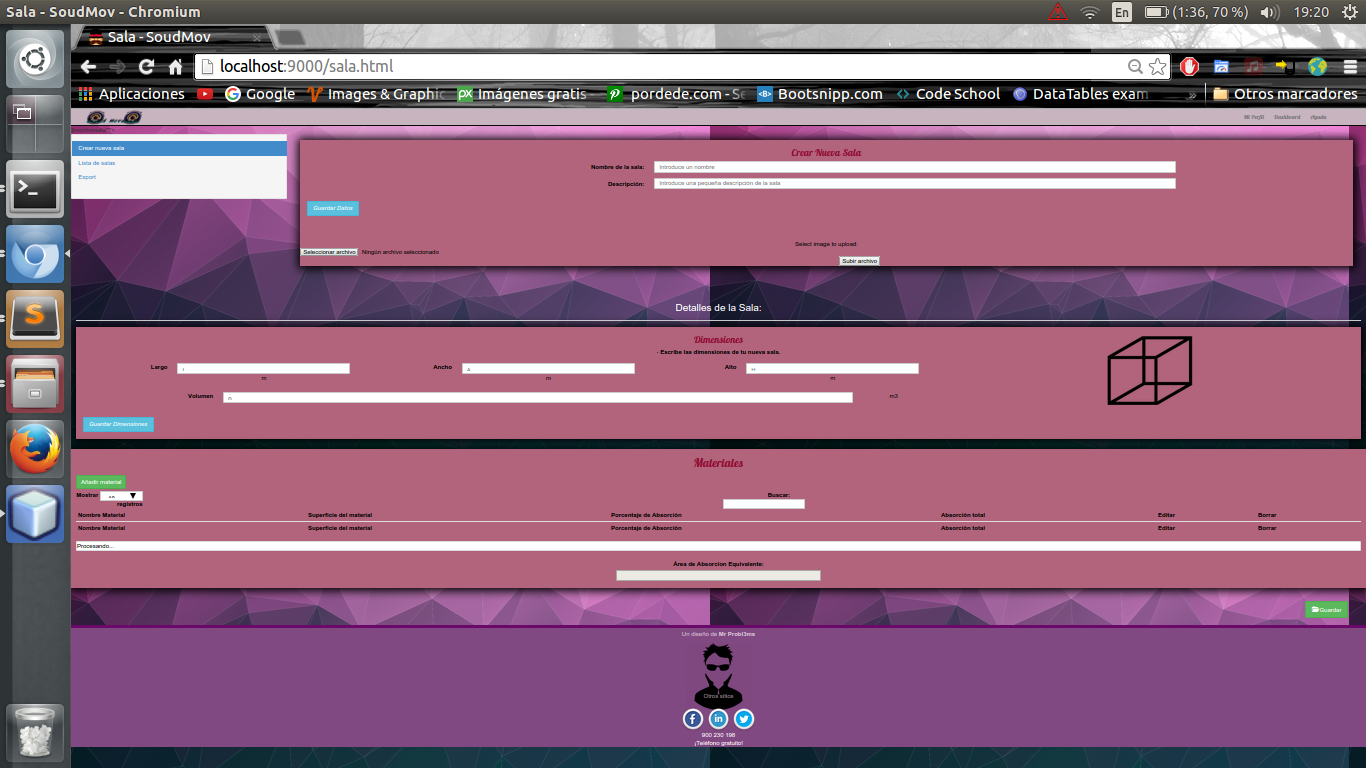 Sala - SoudMov - Chromium
En
(1:36, 70 %)
19:20
Sala - SoudMov
localhost:9000/sala.html
Aplicaciones
Google
Images & Graphic
Imágenes gratis -
pordede.com - Se
Bootsnipp.com
Code School
DataTables exam
»
Otros marcadores
Mi Perfil
Dashboard
Ayuda
Crear nueva sala
Lista de salas
Export
Crear Nueva Sala
Nombre de la sala:
Introduce un nombre
Descripción:
Introduce una pequeña descripción de la sala
Guardar Datos
Select image to upload:
Seleccionar archivo
Ningún archivo seleccionado
Subir archivo
Detalles de la Sala:
Dimensiones
- Escribe las dimensiones de tu nueva sala.
Largo
Ancho
Alto
m
m
m
Volumen
m3
Guardar Dimensiones
Materiales
Añadir material
Mostrar
registros
Buscar:
Nombre Material Superficie del material Porcentaje de Absorción Absorción total Editar Borrar
Nombre Material Superficie del material Porcentaje de Absorción Absorción total Editar Borrar
Procesando...
Área de Absorcion Equivalente:
Guardar
Un diseño de Mr Probl3ms
Otros sitios
900 230 198
¡Teléfono gratuito!